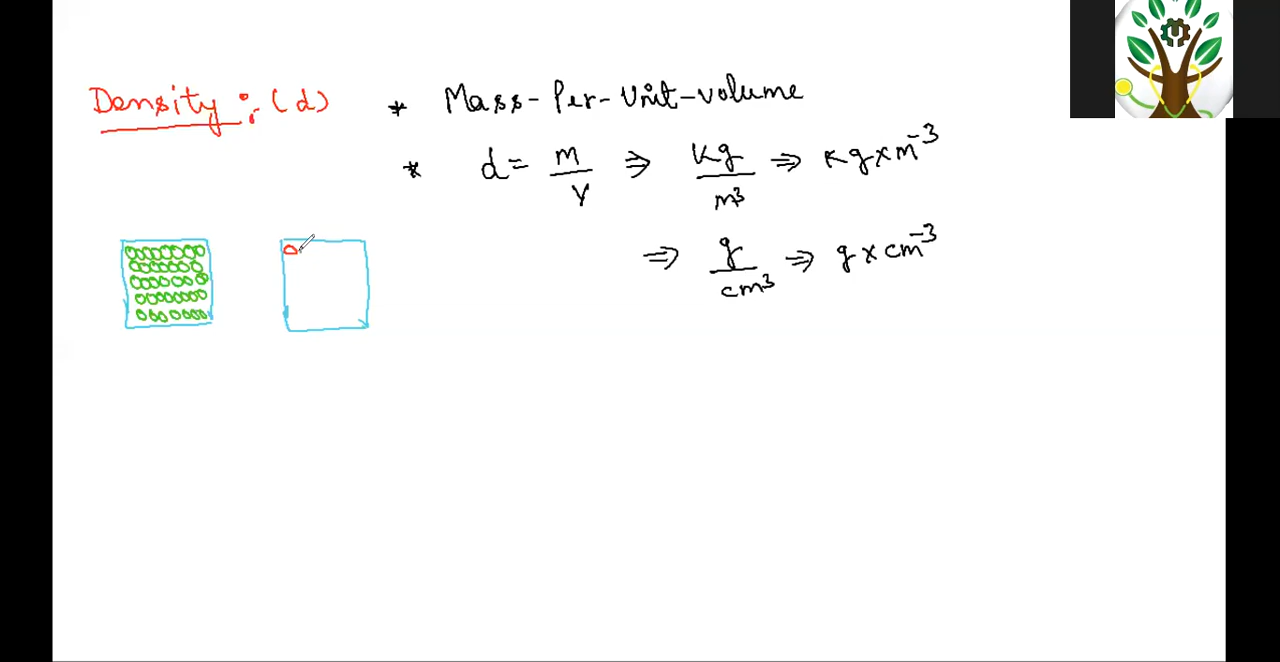 Density :(d) * Mass-Per-Unit-volume
* d = m/V ⇒ Kg/m³ ⇒ Kg x m⁻³
⇒ g/cm³ ⇒ g x cm⁻³